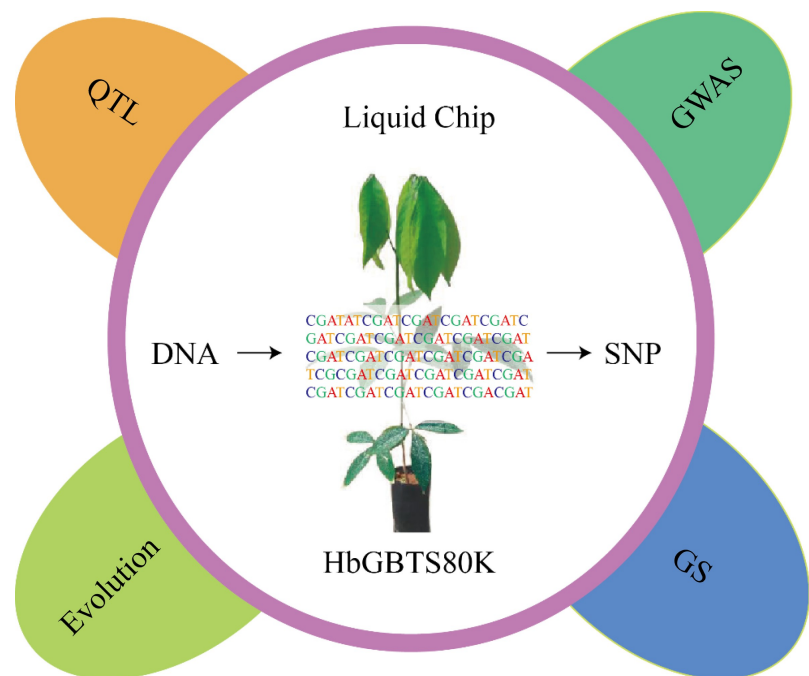 QTL
GWAS
Liquid Chip
CGATATCGATCGA CGATCGATC
GATCGATCGATCGATCGATCGAT
CGATCGATCGATCGATCGATCGA
TCGCGATCGATCGATCGATCGAT
CGATCGATCGATCGATCGACGAT
DNA
SNP
HbGBTS80K
Evolution
GS